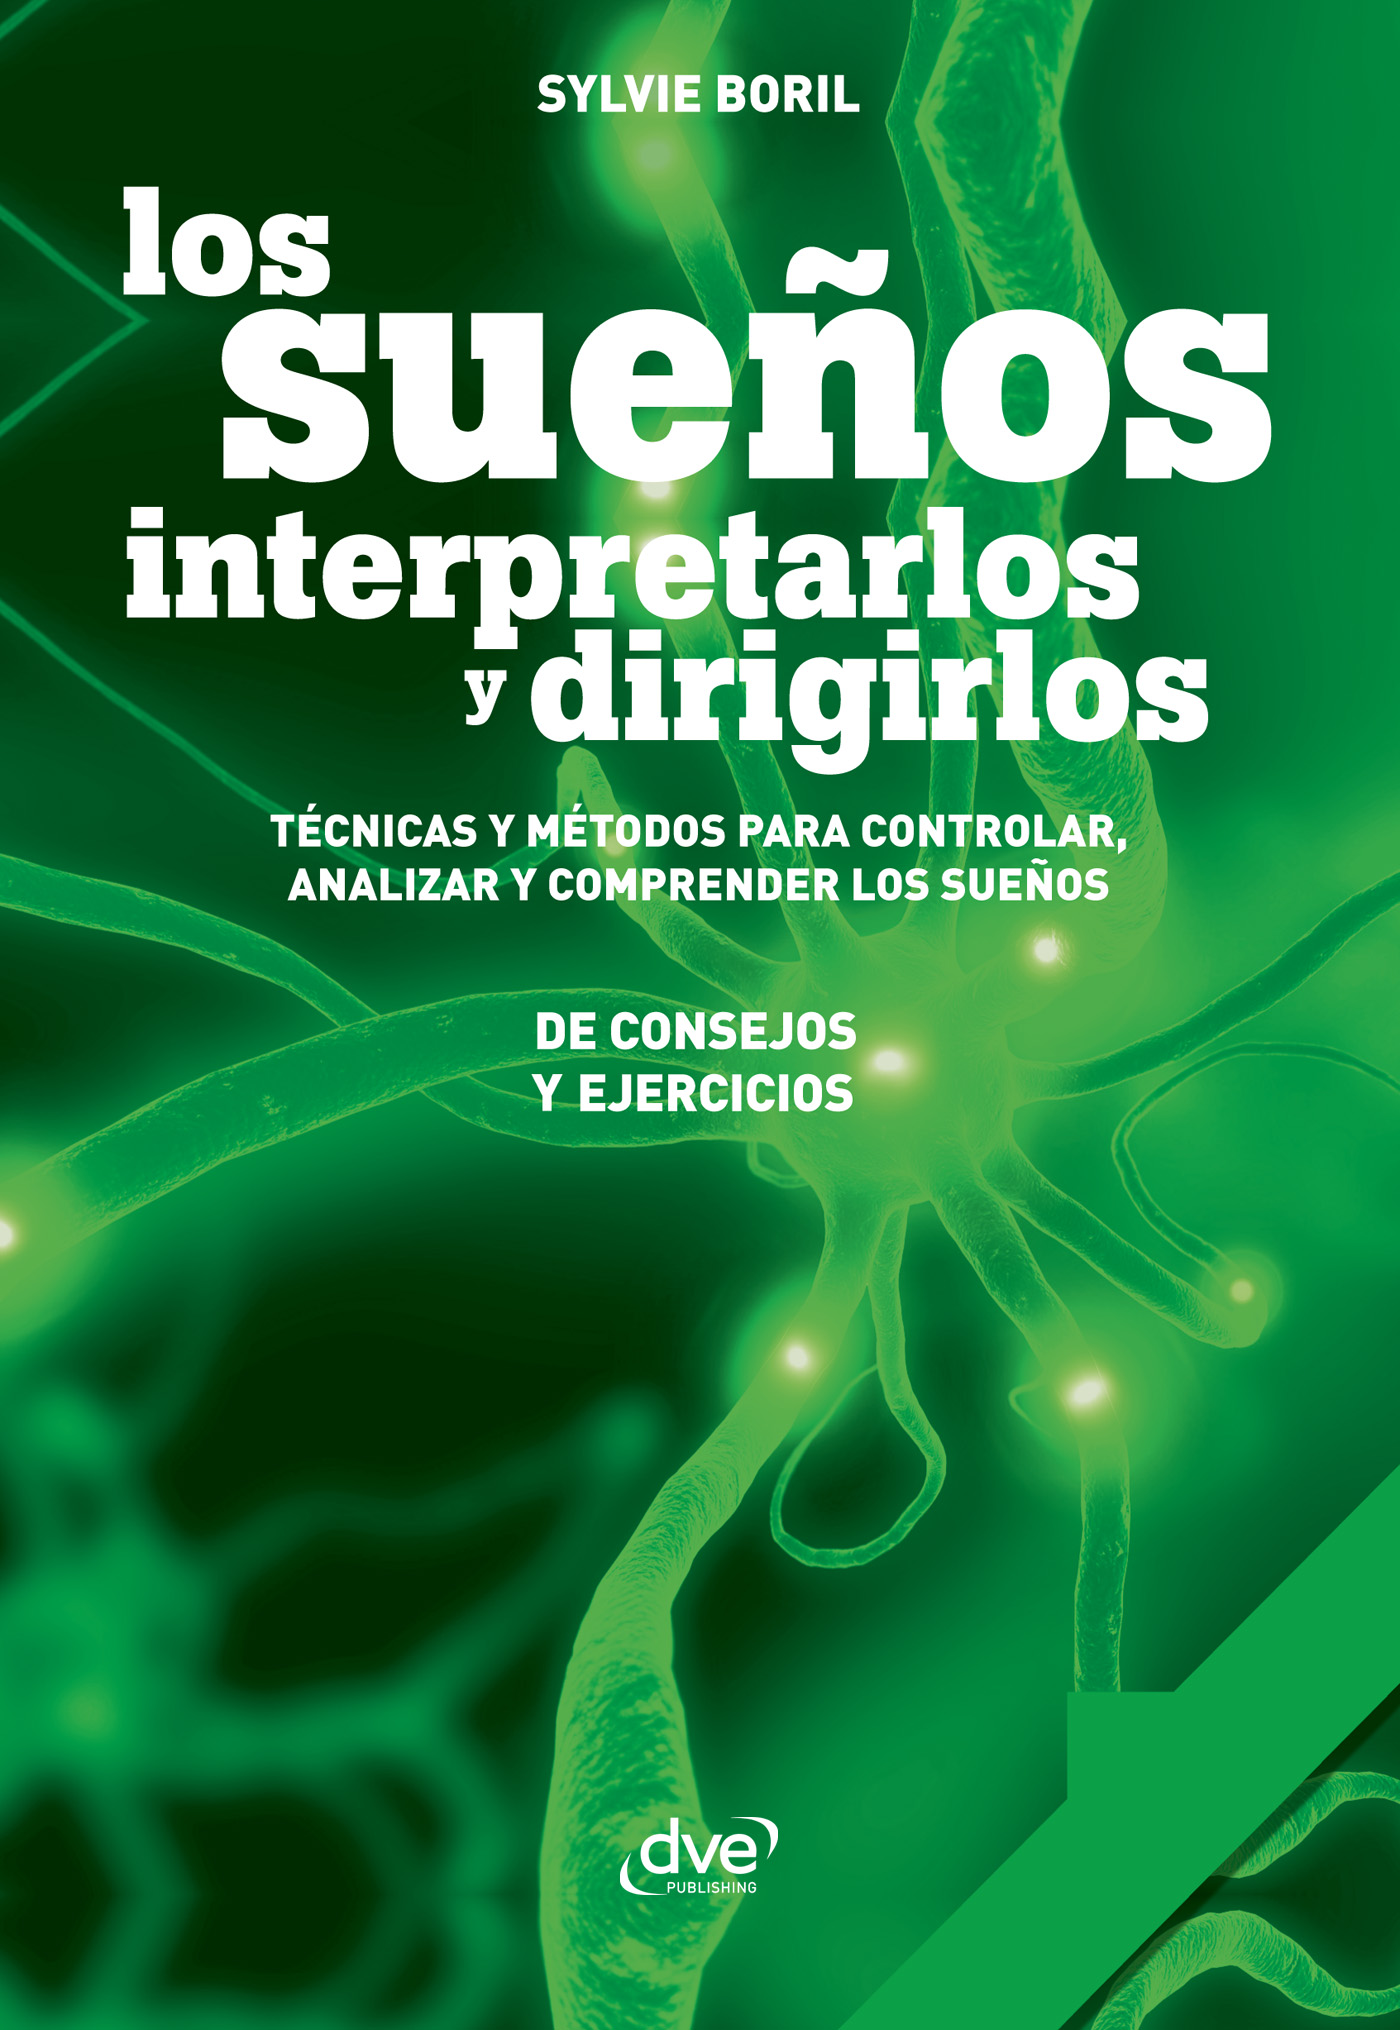 SYLVIE BORIL
los
sueños
interpretarlos
y dirigirlos
TÉCNICAS Y MÉTODOS PARA CONTROLAR,
ANALIZAR Y COMPRENDER LOS SUEÑOS
DE CONSEJOS
Y EJERCICIOS
dve
PUBLISHING